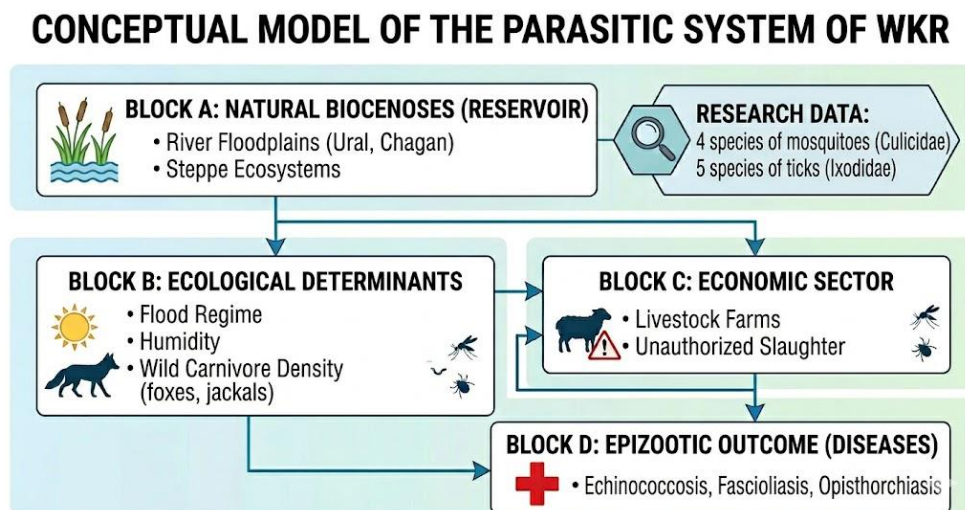 CONCEPTUAL MODEL OF THE PARASITIC SYSTEM OF WKR
BLOCK A: NATURAL BIOCENOSES (RESERVOIR)
• River Floodplains (Ural, Chagan)
• Steppe Ecosystems
RESEARCH DATA:
4 species of mosquitoes (Culicidae)
5 species of ticks (Ixodidae)
BLOCK B: ECOLOGICAL DETERMINANTS
• Flood Regime
• Humidity
• Wild Carnivore Density
(foxes, jackals)
BLOCK C: ECONOMIC SECTOR
• Livestock Farms
• Unauthorized Slaughter
BLOCK D: EPIZOOTIC OUTCOME (DISEASES)
• Echinococcosis, Fascioliasis, Opisthorchiasis